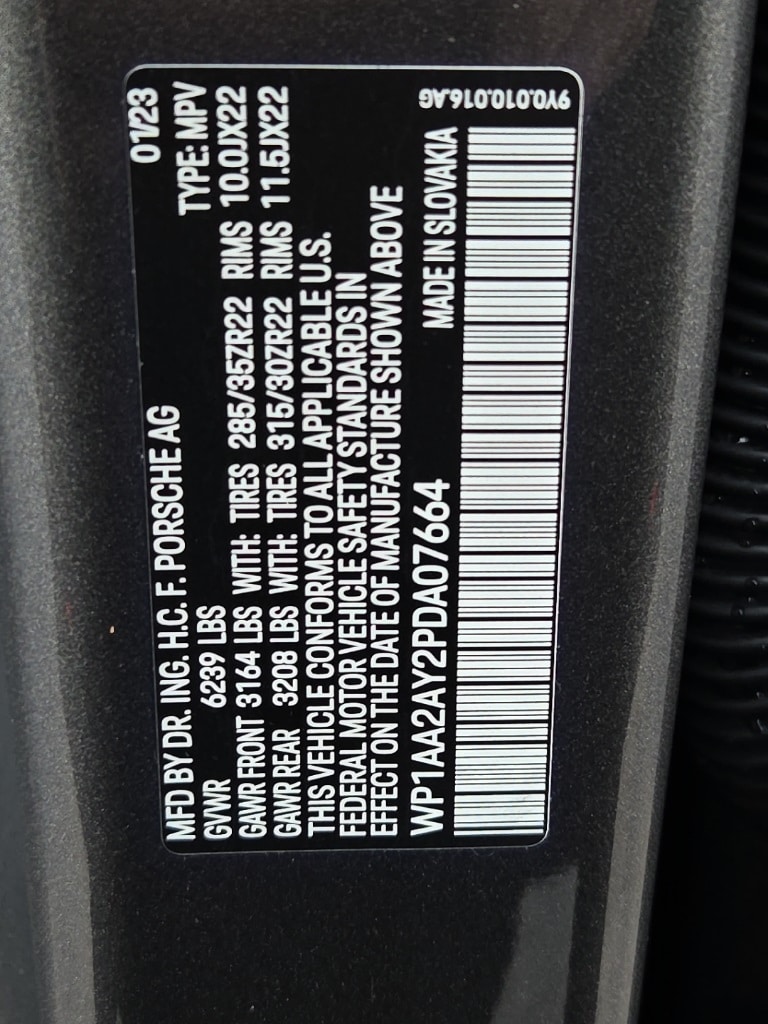 MFD BY DR. ING. H.C. F. PORSCHE AG 01/23
GVWR 6239 LBS TYPE: MPV
GAWR FRONT 3164 LBS WITH: TIRES 285/35ZR22 RIMS 10.0JX22
GAWR REAR 3208 LBS WITH: TIRES 315/30ZR22 RIMS 11.5JX22
THIS VEHICLE CONFORMS TO ALL APPLICABLE U.S.
FEDERAL MOTOR VEHICLE SAFETY STANDARDS IN
EFFECT ON THE DATE OF MANUFACTURE SHOWN ABOVE
WP1AA2AY2PDA07664 MADE IN SLOVAKIA
9Y0.010.016.AG